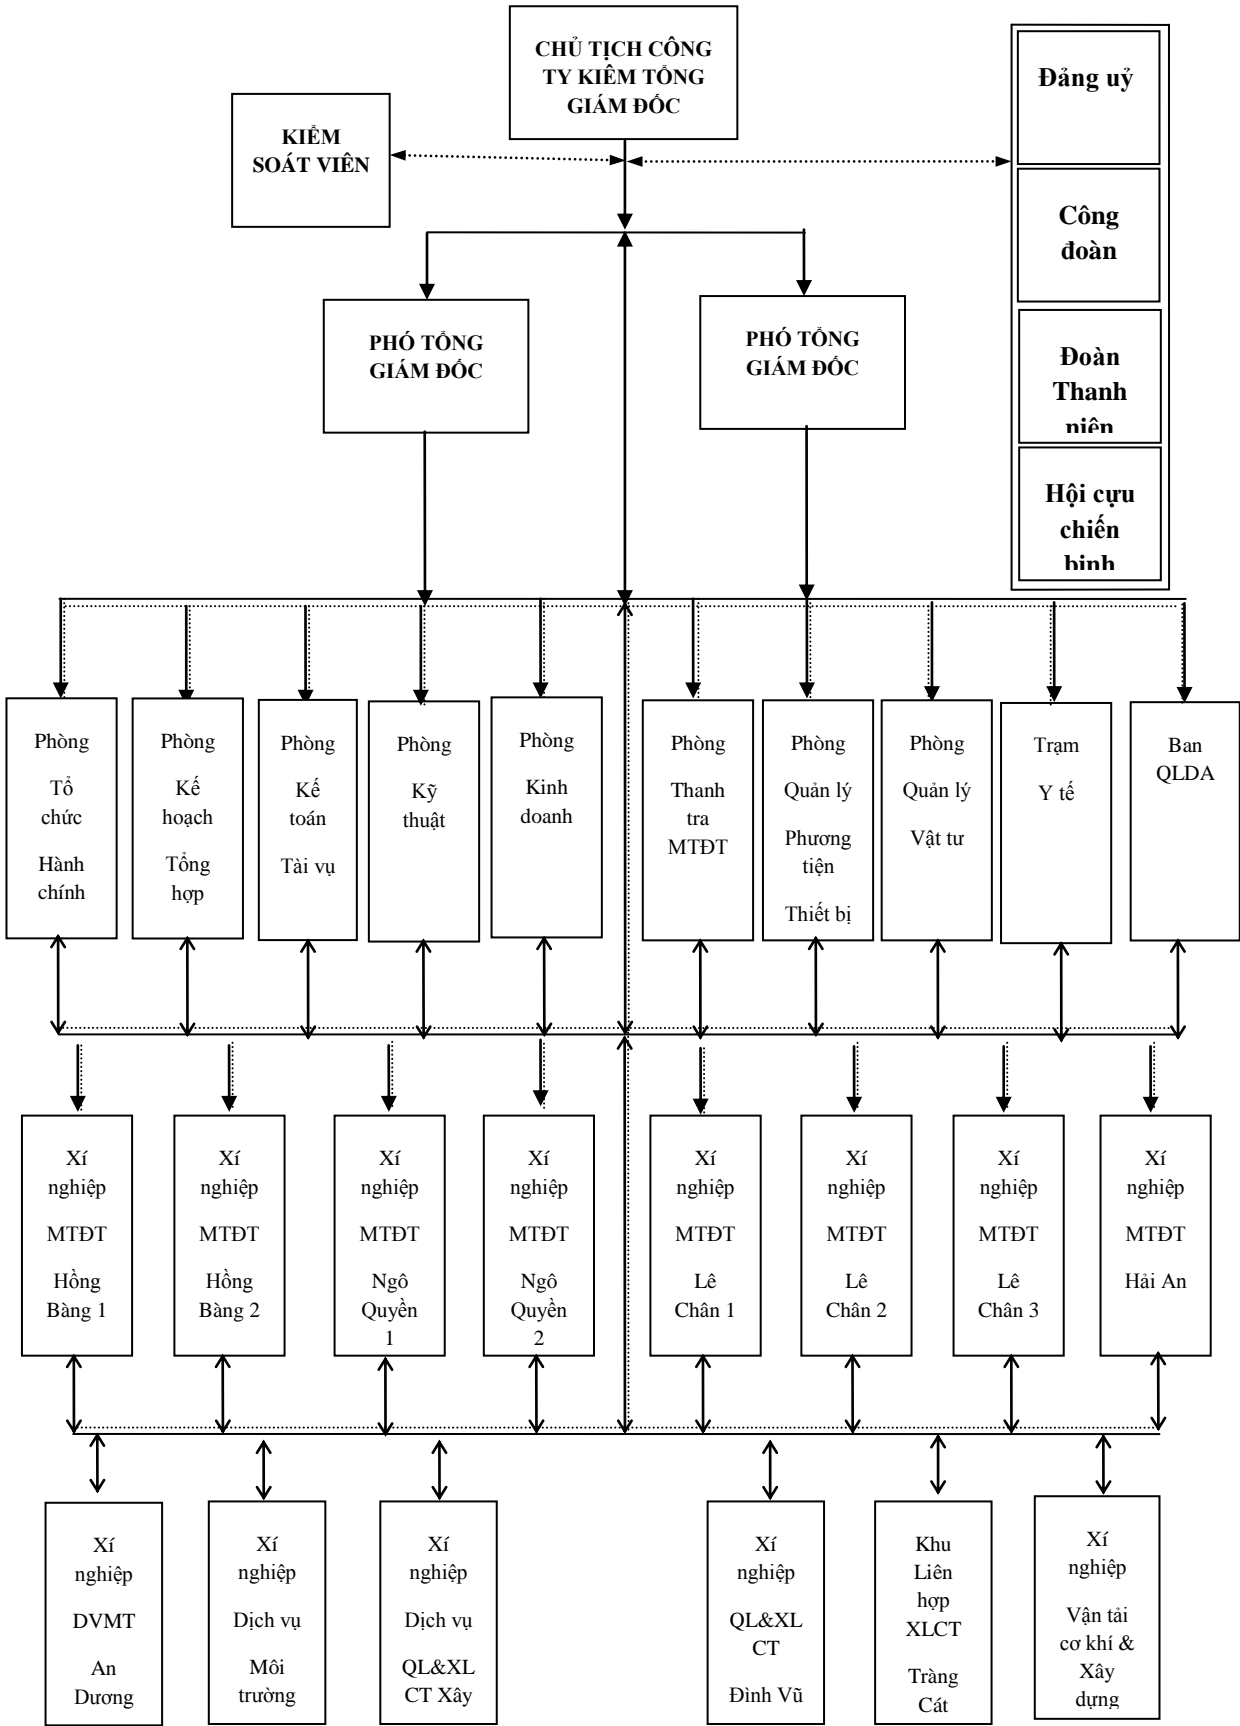 CHỦ TỊCH CÔNG
TY KIÊM TỔNG
GIÁM ĐỐC
KIỂM
SOÁT VIÊN
Đảng uỷ
Công
đoàn
Đoàn
Thanh
niên
Hội cựu
chiến
binh
PHÓ TỔNG
GIÁM ĐỐC
PHÓ TỔNG
GIÁM ĐỐC
Phòng
Tổ
chức
Hành
chính
Phòng
Kế
hoạch
Tổng
hợp
Phòng
Kế
toán
Tài vụ
Phòng
Kỹ
thuật
Phòng
Kinh
doanh
Phòng
Thanh
tra
MTĐT
Phòng
Quản lý
Phương
tiện
Thiết bị
Phòng
Quản lý
Vật tư
Trạm
Y tế
Ban
QLDA
Xí
nghiệp
MTĐT
Hồng
Bàng 1
Xí
nghiệp
MTĐT
Hồng
Bàng 2
Xí
nghiệp
MTĐT
Ngô
Quyền
1
Xí
nghiệp
MTĐT
Ngô
Quyền
2
Xí
nghiệp
MTĐT
Lê
Chân 1
Xí
nghiệp
MTĐT
Lê
Chân 2
Xí
nghiệp
MTĐT
Lê
Chân 3
Xí
nghiệp
MTĐT
Hải An
Xí
nghiệp
DVMT
An
Dương
Xí
nghiệp
Dịch vụ
Môi
trường
Xí
nghiệp
Dịch vụ
QL&XL
CT Xây
Xí
nghiệp
QL&XL
CT
Đình Vũ
Khu
Liên
hợp
XLCT
Tràng
Cát
Xí
nghiệp
Vận tải
cơ khí &
Xây
dựng